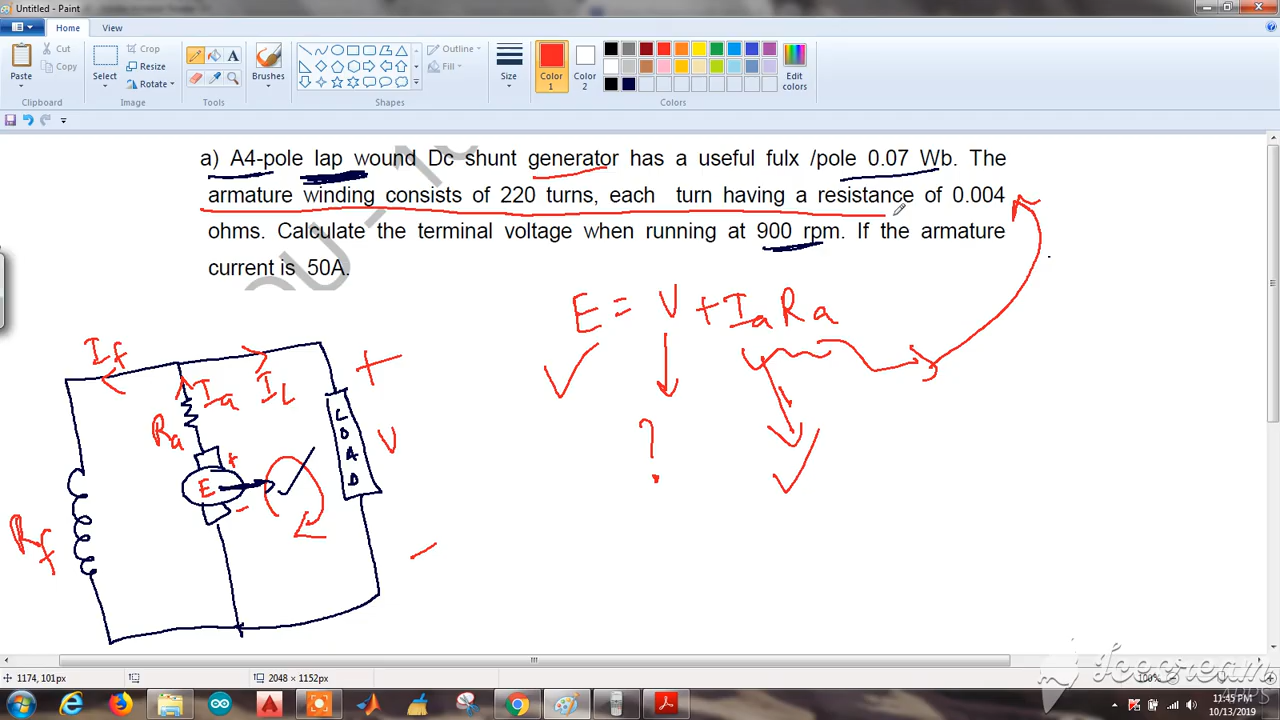 Untitled - Paint
Home View
Paste
Cut
Copy
Clipboard
Select
Crop
Resize
Rotate
Image
Tools
Brushes
Shapes
Outline
Fill
Size
Color 1
Color 2
Edit colors
Colors
a) A4-pole lap wound Dc shunt generator has a useful fulx /pole 0.07 Wb. The
armature winding consists of 220 turns, each turn having a resistance of 0.004
ohms. Calculate the terminal voltage when running at 900 rpm. If the armature
current is 50A.
E = V + IaRa
?
If
Ia
IL
+
Ra
LOAD
V
E
+
-
Rf
-
1174, 101px
2048 × 1152px
100%
Icecream
APPS
11:45 PM
10/13/2019